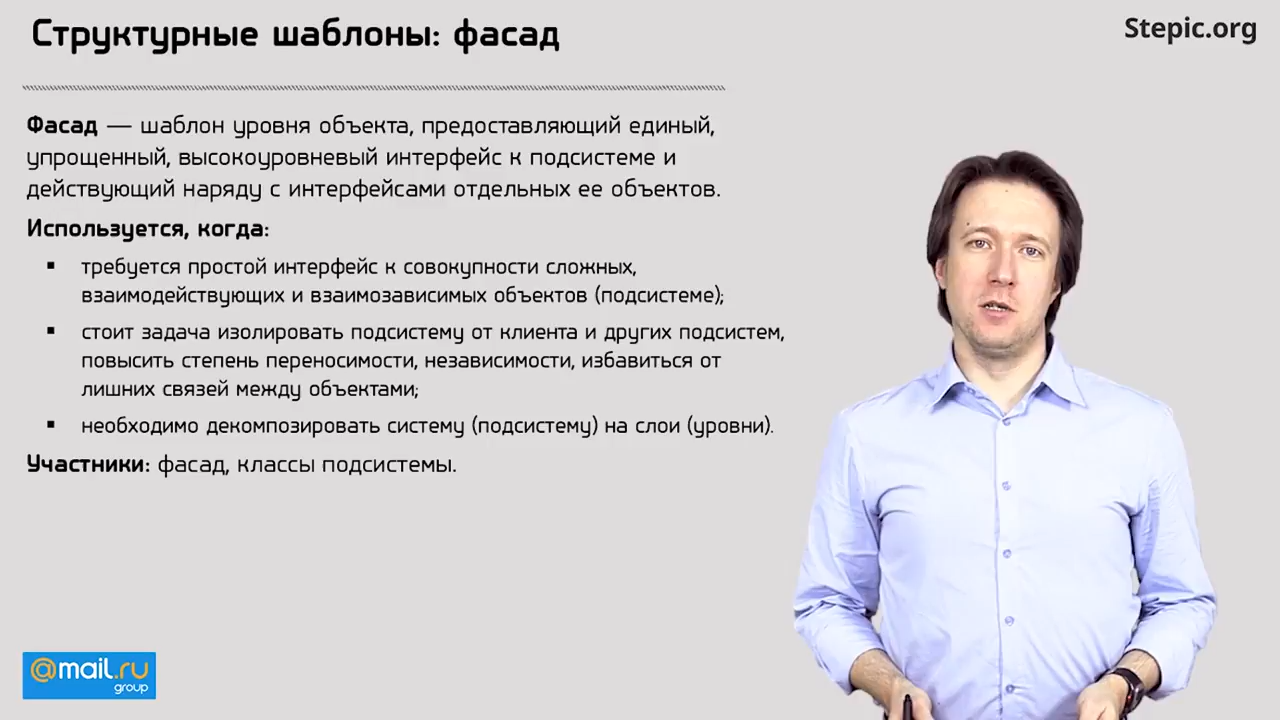 Структурные шаблоны: фасад
Stepic.org
Фасад — шаблон уровня объекта, предоставляющий единый,
упрощенный, высокоуровневый интерфейс к подсистеме и
действующий наряду с интерфейсами отдельных ее объектов.
Используется, когда:
▪ требуется простой интерфейс к совокупности сложных,
взаимодействующих и взаимозависимых объектов (подсистеме);
▪ стоит задача изолировать подсистему от клиента и других подсистем,
повысить степень переносимости, независимости, избавиться от
лишних связей между объектами;
▪ необходимо декомпозировать систему (подсистему) на слои (уровни).
Участники: фасад, классы подсистемы.
@mail.ru
group